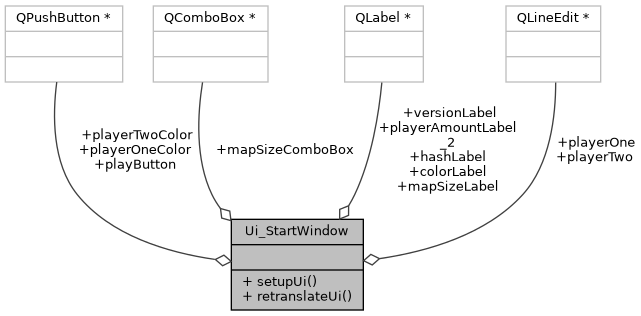 QPushButton *
QComboBox *
QLabel *
QLineEdit *
+playerTwoColor
+playerOneColor
+playButton
+mapSizeComboBox
+versionLabel
+playerAmountLabel
_2
+hashLabel
+colorLabel
+mapSizeLabel
+playerOne
+playerTwo
Ui_StartWindow
+ setupUi()
+ retranslateUi()